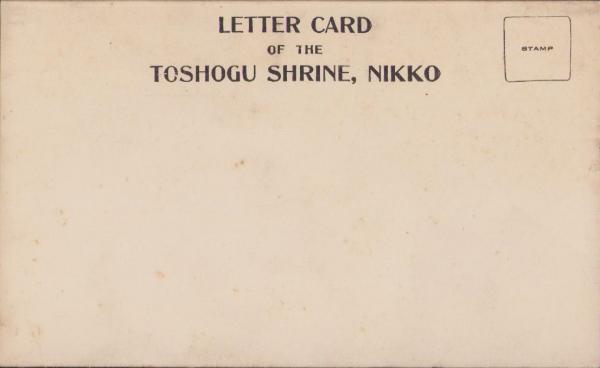 LETTER CARD
OF THE
TOSHOGU SHRINE, NIKKO
STAMP